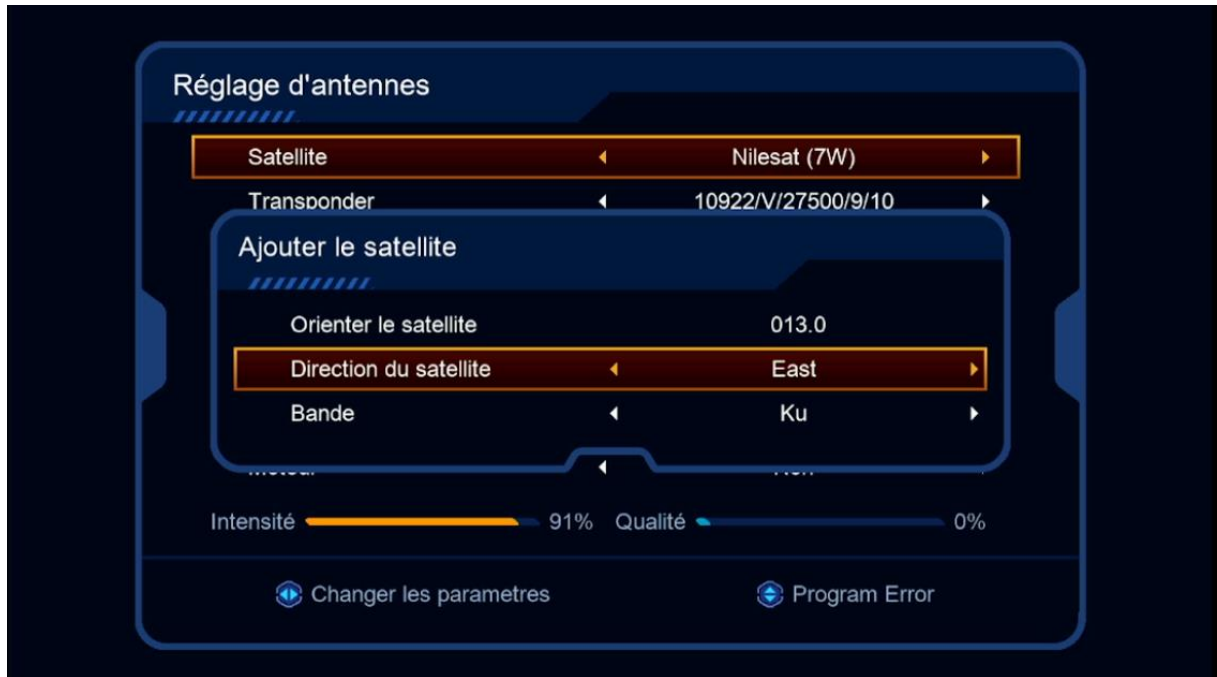 Réglage d'antennes
Satellite Nilesat (7W)
Transponder 10922/V/27500/9/10
Ajouter le satellite
Orienter le satellite 013.0
Direction du satellite East
Bande Ku
Intensité 91% Qualité 0%
Changer les parametres Program Error